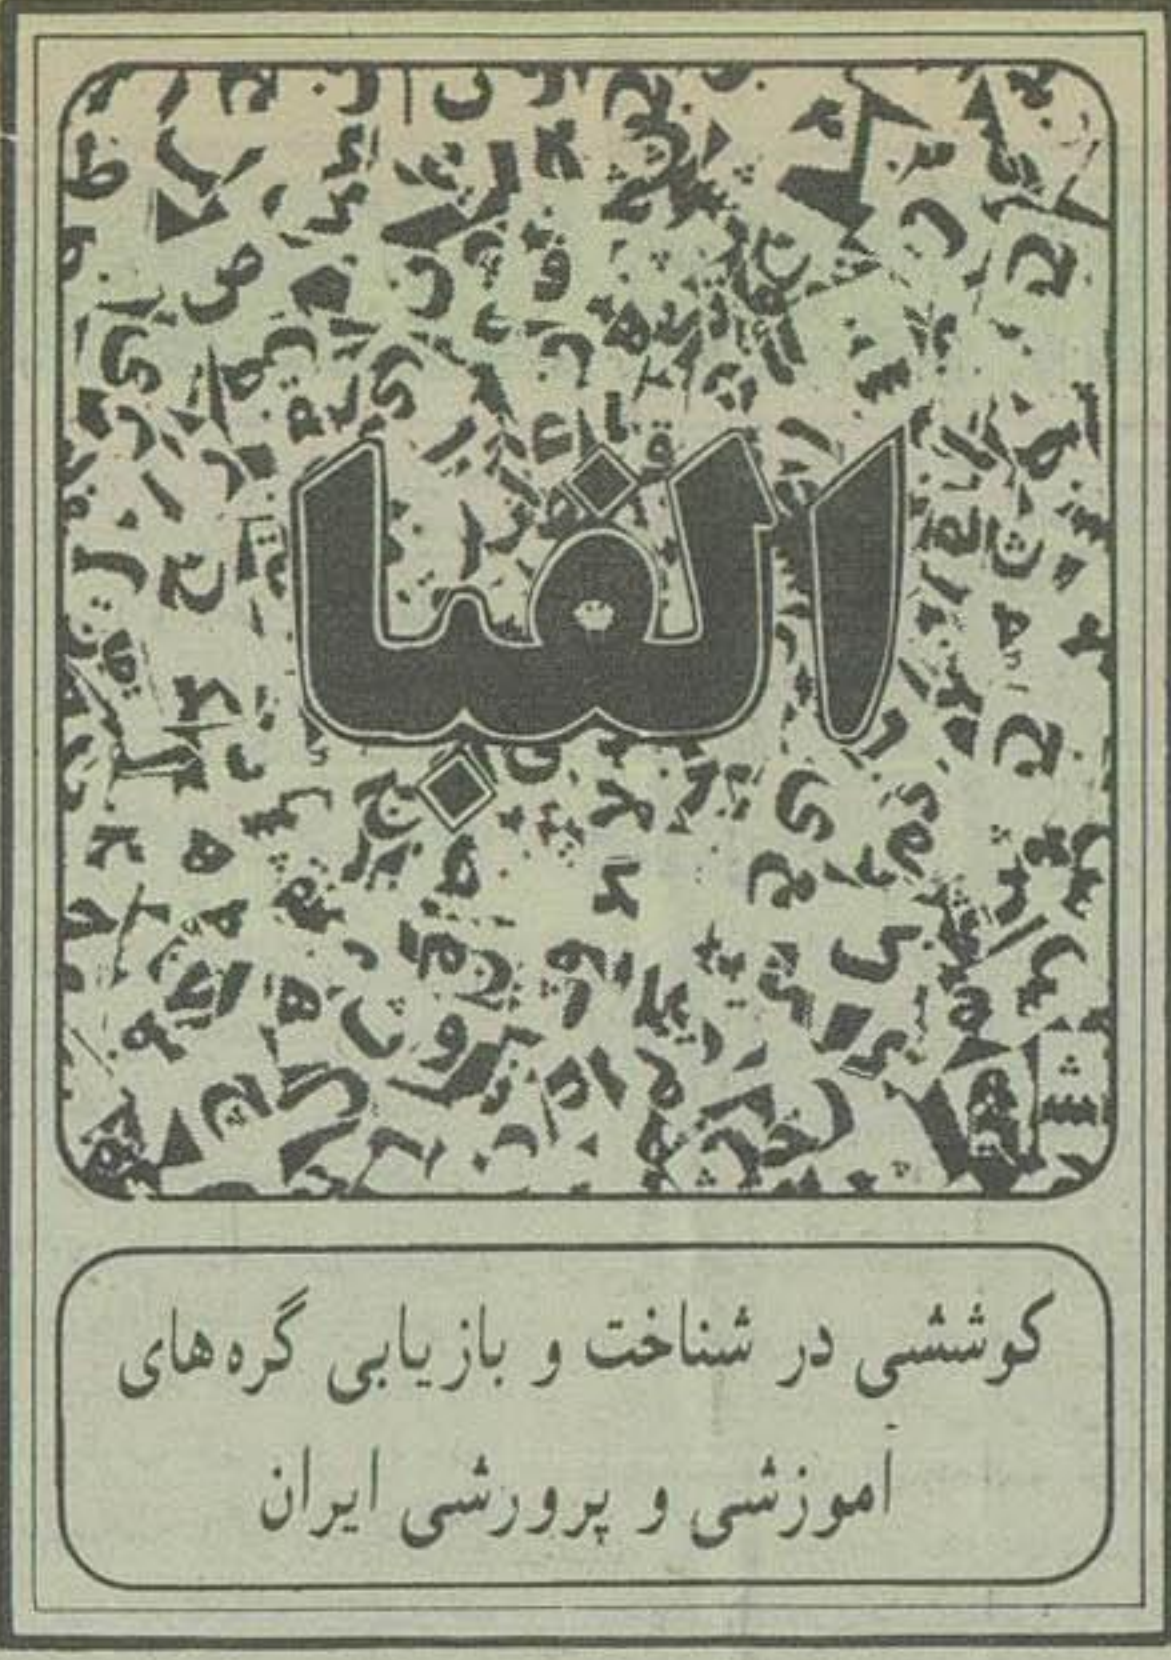 الفبا
کوششی در شناخت و بازیابی گره‌های
آموزشی و پرورشی ایران